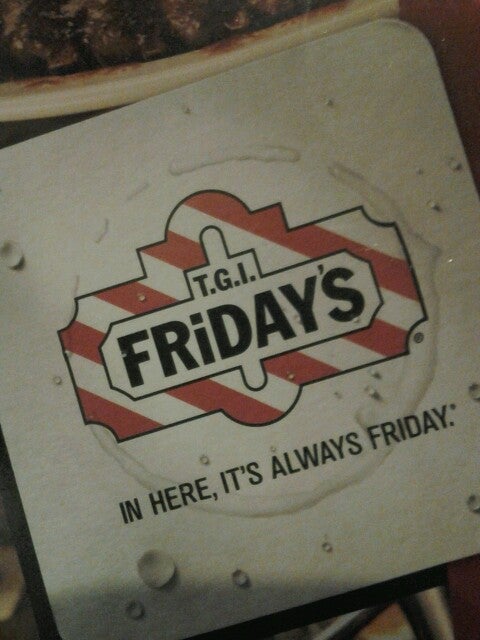 T.G.I.
FRiDAY'S
IN HERE, IT'S ALWAYS FRIDAY.